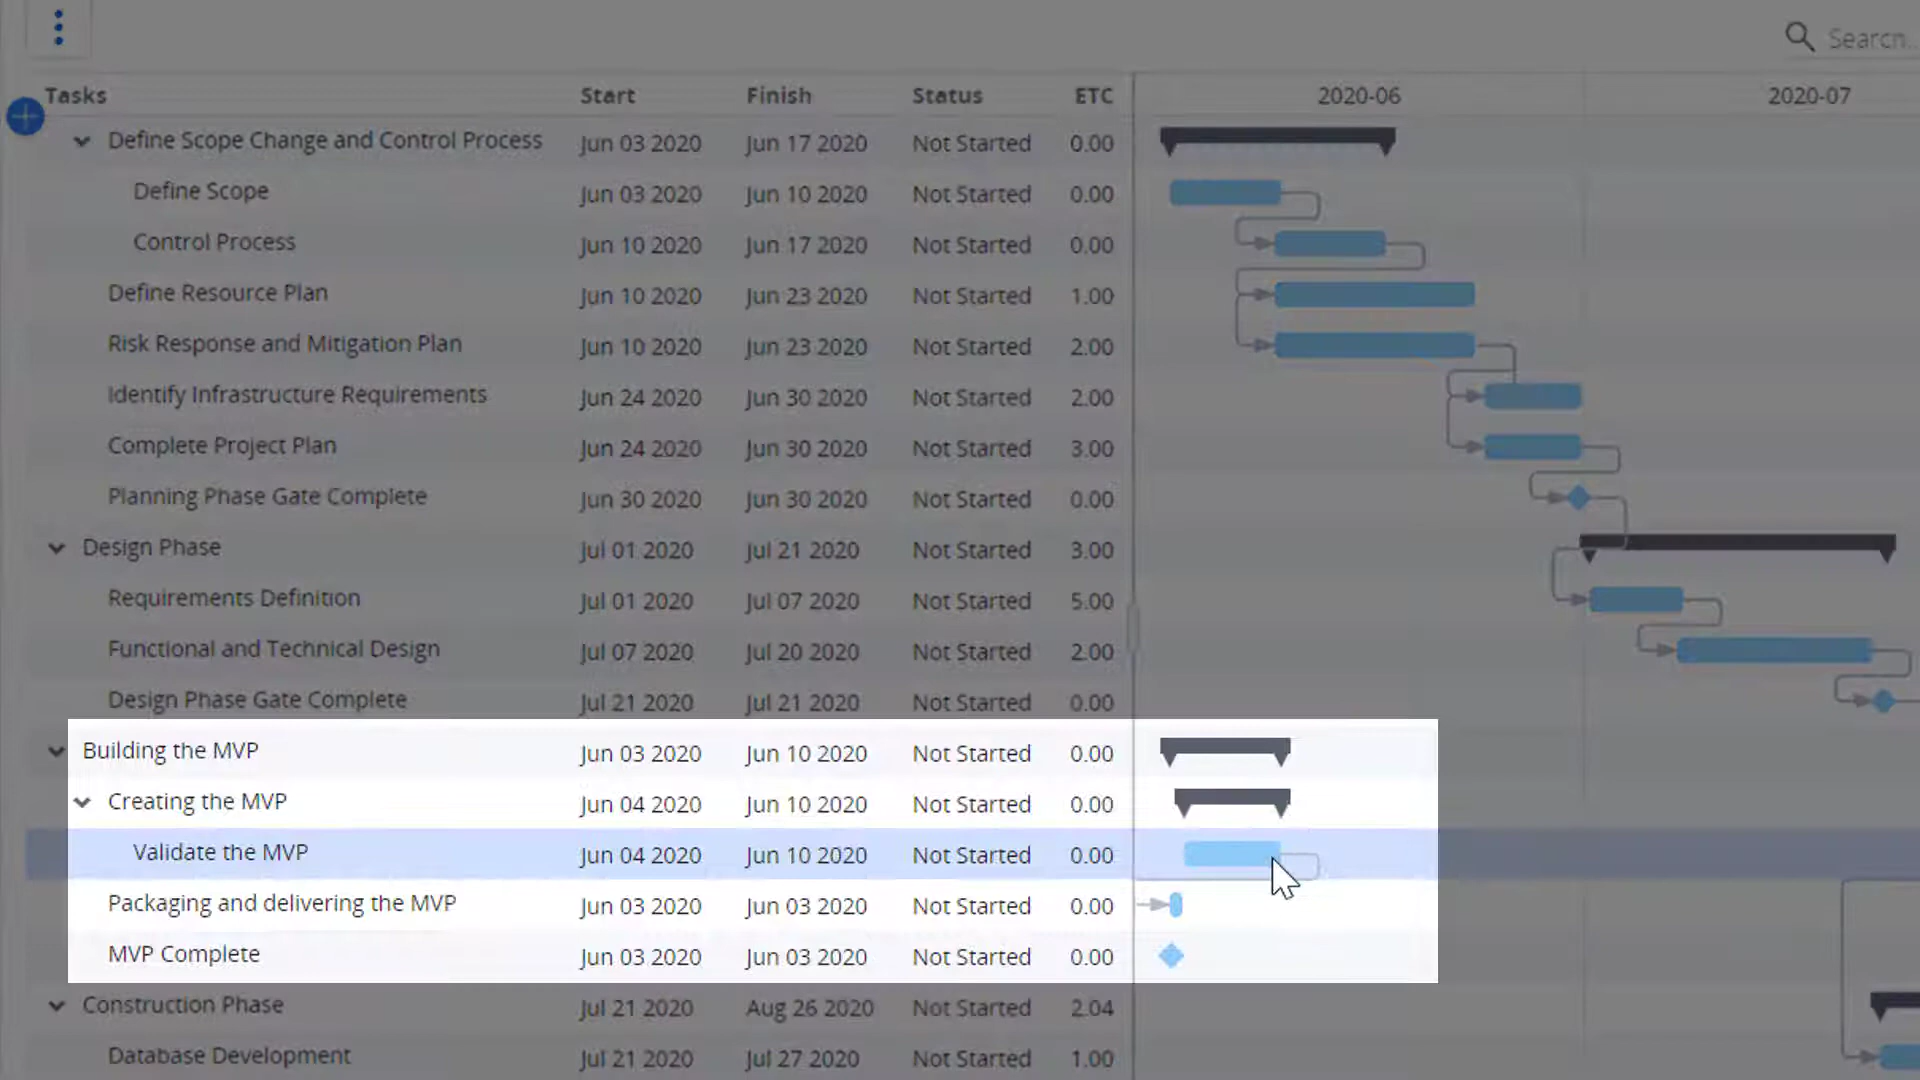 Search...
Tasks Start Finish Status ETC 2020-06 2020-07
Define Scope Change and Control Process Jun 03 2020 Jun 17 2020 Not Started 0.00
Define Scope Jun 03 2020 Jun 10 2020 Not Started 0.00
Control Process Jun 10 2020 Jun 17 2020 Not Started 0.00
Define Resource Plan Jun 10 2020 Jun 23 2020 Not Started 1.00
Risk Response and Mitigation Plan Jun 10 2020 Jun 23 2020 Not Started 2.00
Identify Infrastructure Requirements Jun 24 2020 Jun 30 2020 Not Started 2.00
Complete Project Plan Jun 24 2020 Jun 30 2020 Not Started 3.00
Planning Phase Gate Complete Jun 30 2020 Jun 30 2020 Not Started 0.00
Design Phase Jul 01 2020 Jul 21 2020 Not Started 3.00
Requirements Definition Jul 01 2020 Jul 07 2020 Not Started 5.00
Functional and Technical Design Jul 07 2020 Jul 20 2020 Not Started 2.00
Design Phase Gate Complete Jul 21 2020 Jul 21 2020 Not Started 0.00
Building the MVP Jun 03 2020 Jun 10 2020 Not Started 0.00
Creating the MVP Jun 04 2020 Jun 10 2020 Not Started 0.00
Validate the MVP Jun 04 2020 Jun 10 2020 Not Started 0.00
Packaging and delivering the MVP Jun 03 2020 Jun 03 2020 Not Started 0.00
MVP Complete Jun 03 2020 Jun 03 2020 Not Started 0.00
Construction Phase Jul 21 2020 Aug 26 2020 Not Started 2.04
Database Development Jul 21 2020 Jul 27 2020 Not Started 1.00